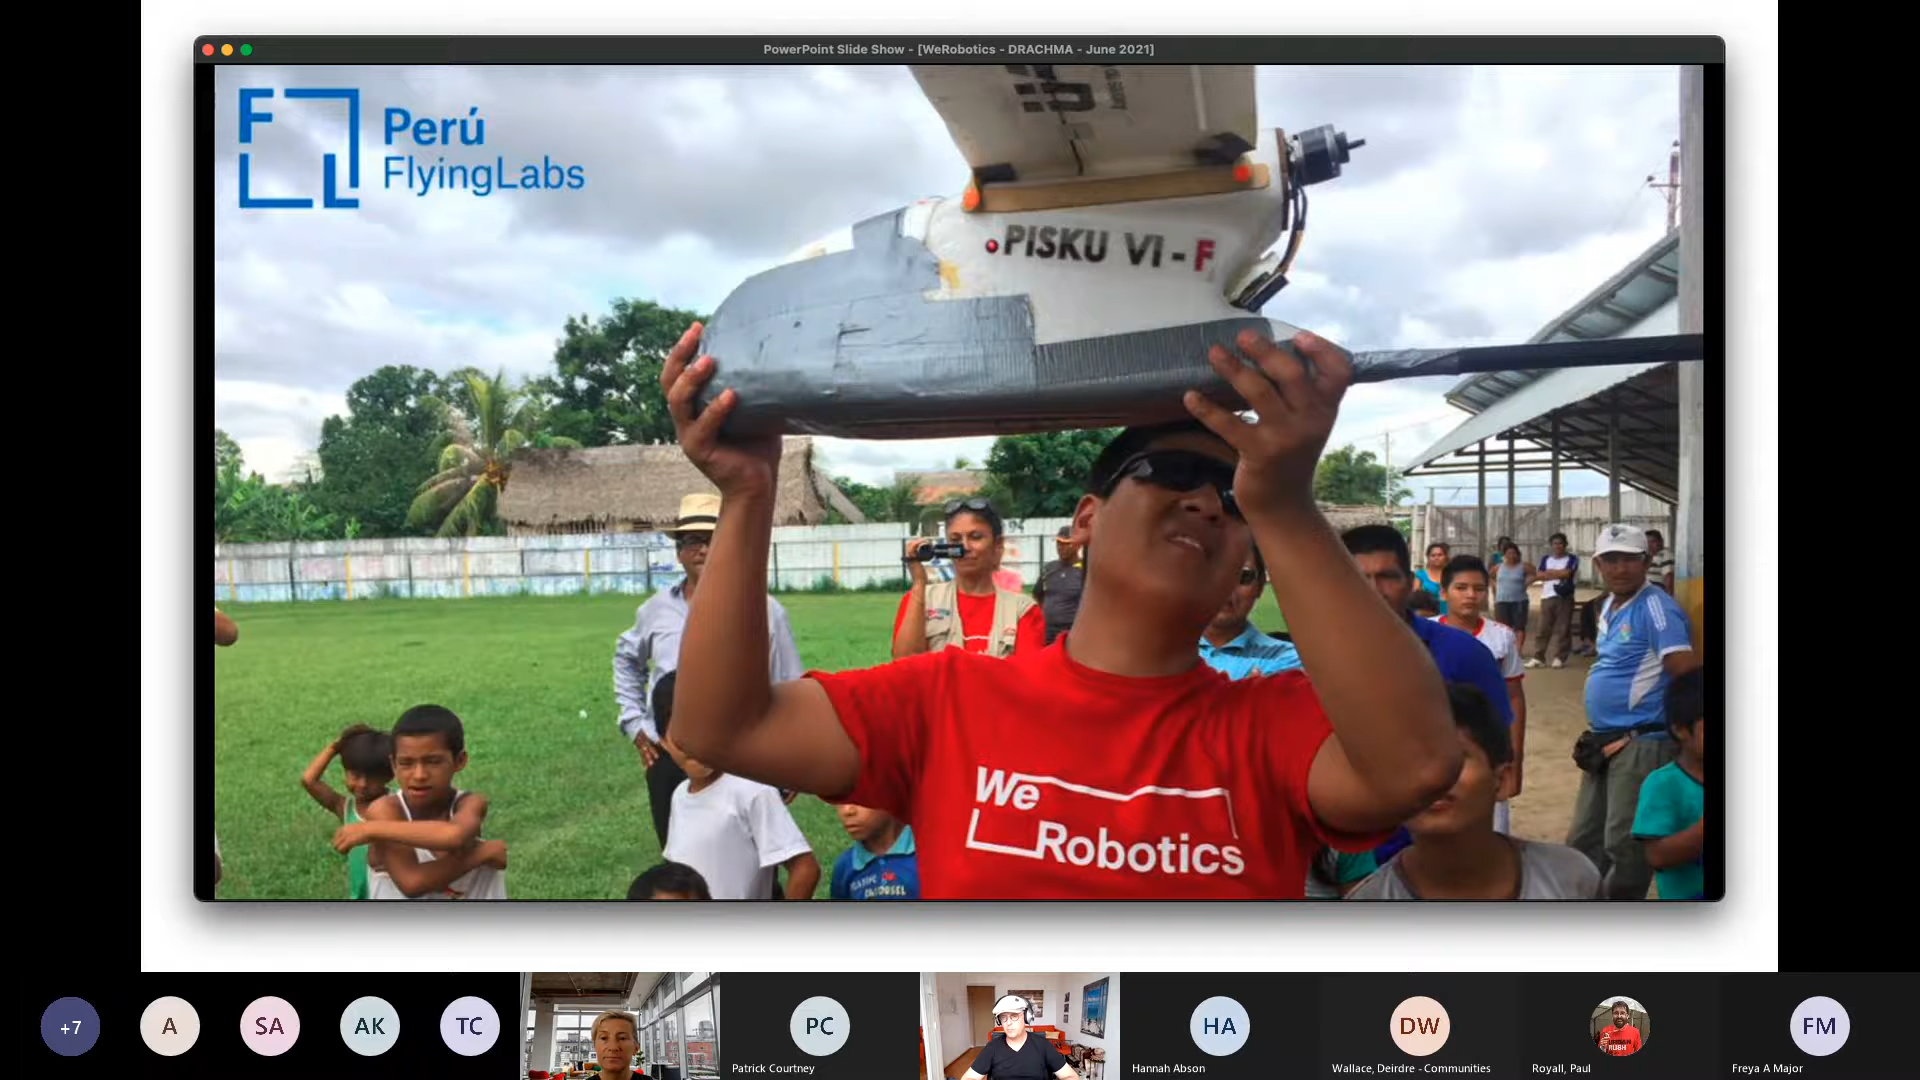 PowerPoint Slide Show - [WeRobotics - DRACHMA - June 2021]
F
L
Perú
FlyingLabs
PISKU VI - F
We
Robotics
+7
A
SA
AK
TC
PC
Patrick Courtney
HA
Hannah Abson
DW
Wallace, Deirdre - Communities
Royall, Paul
FM
Freya A Major